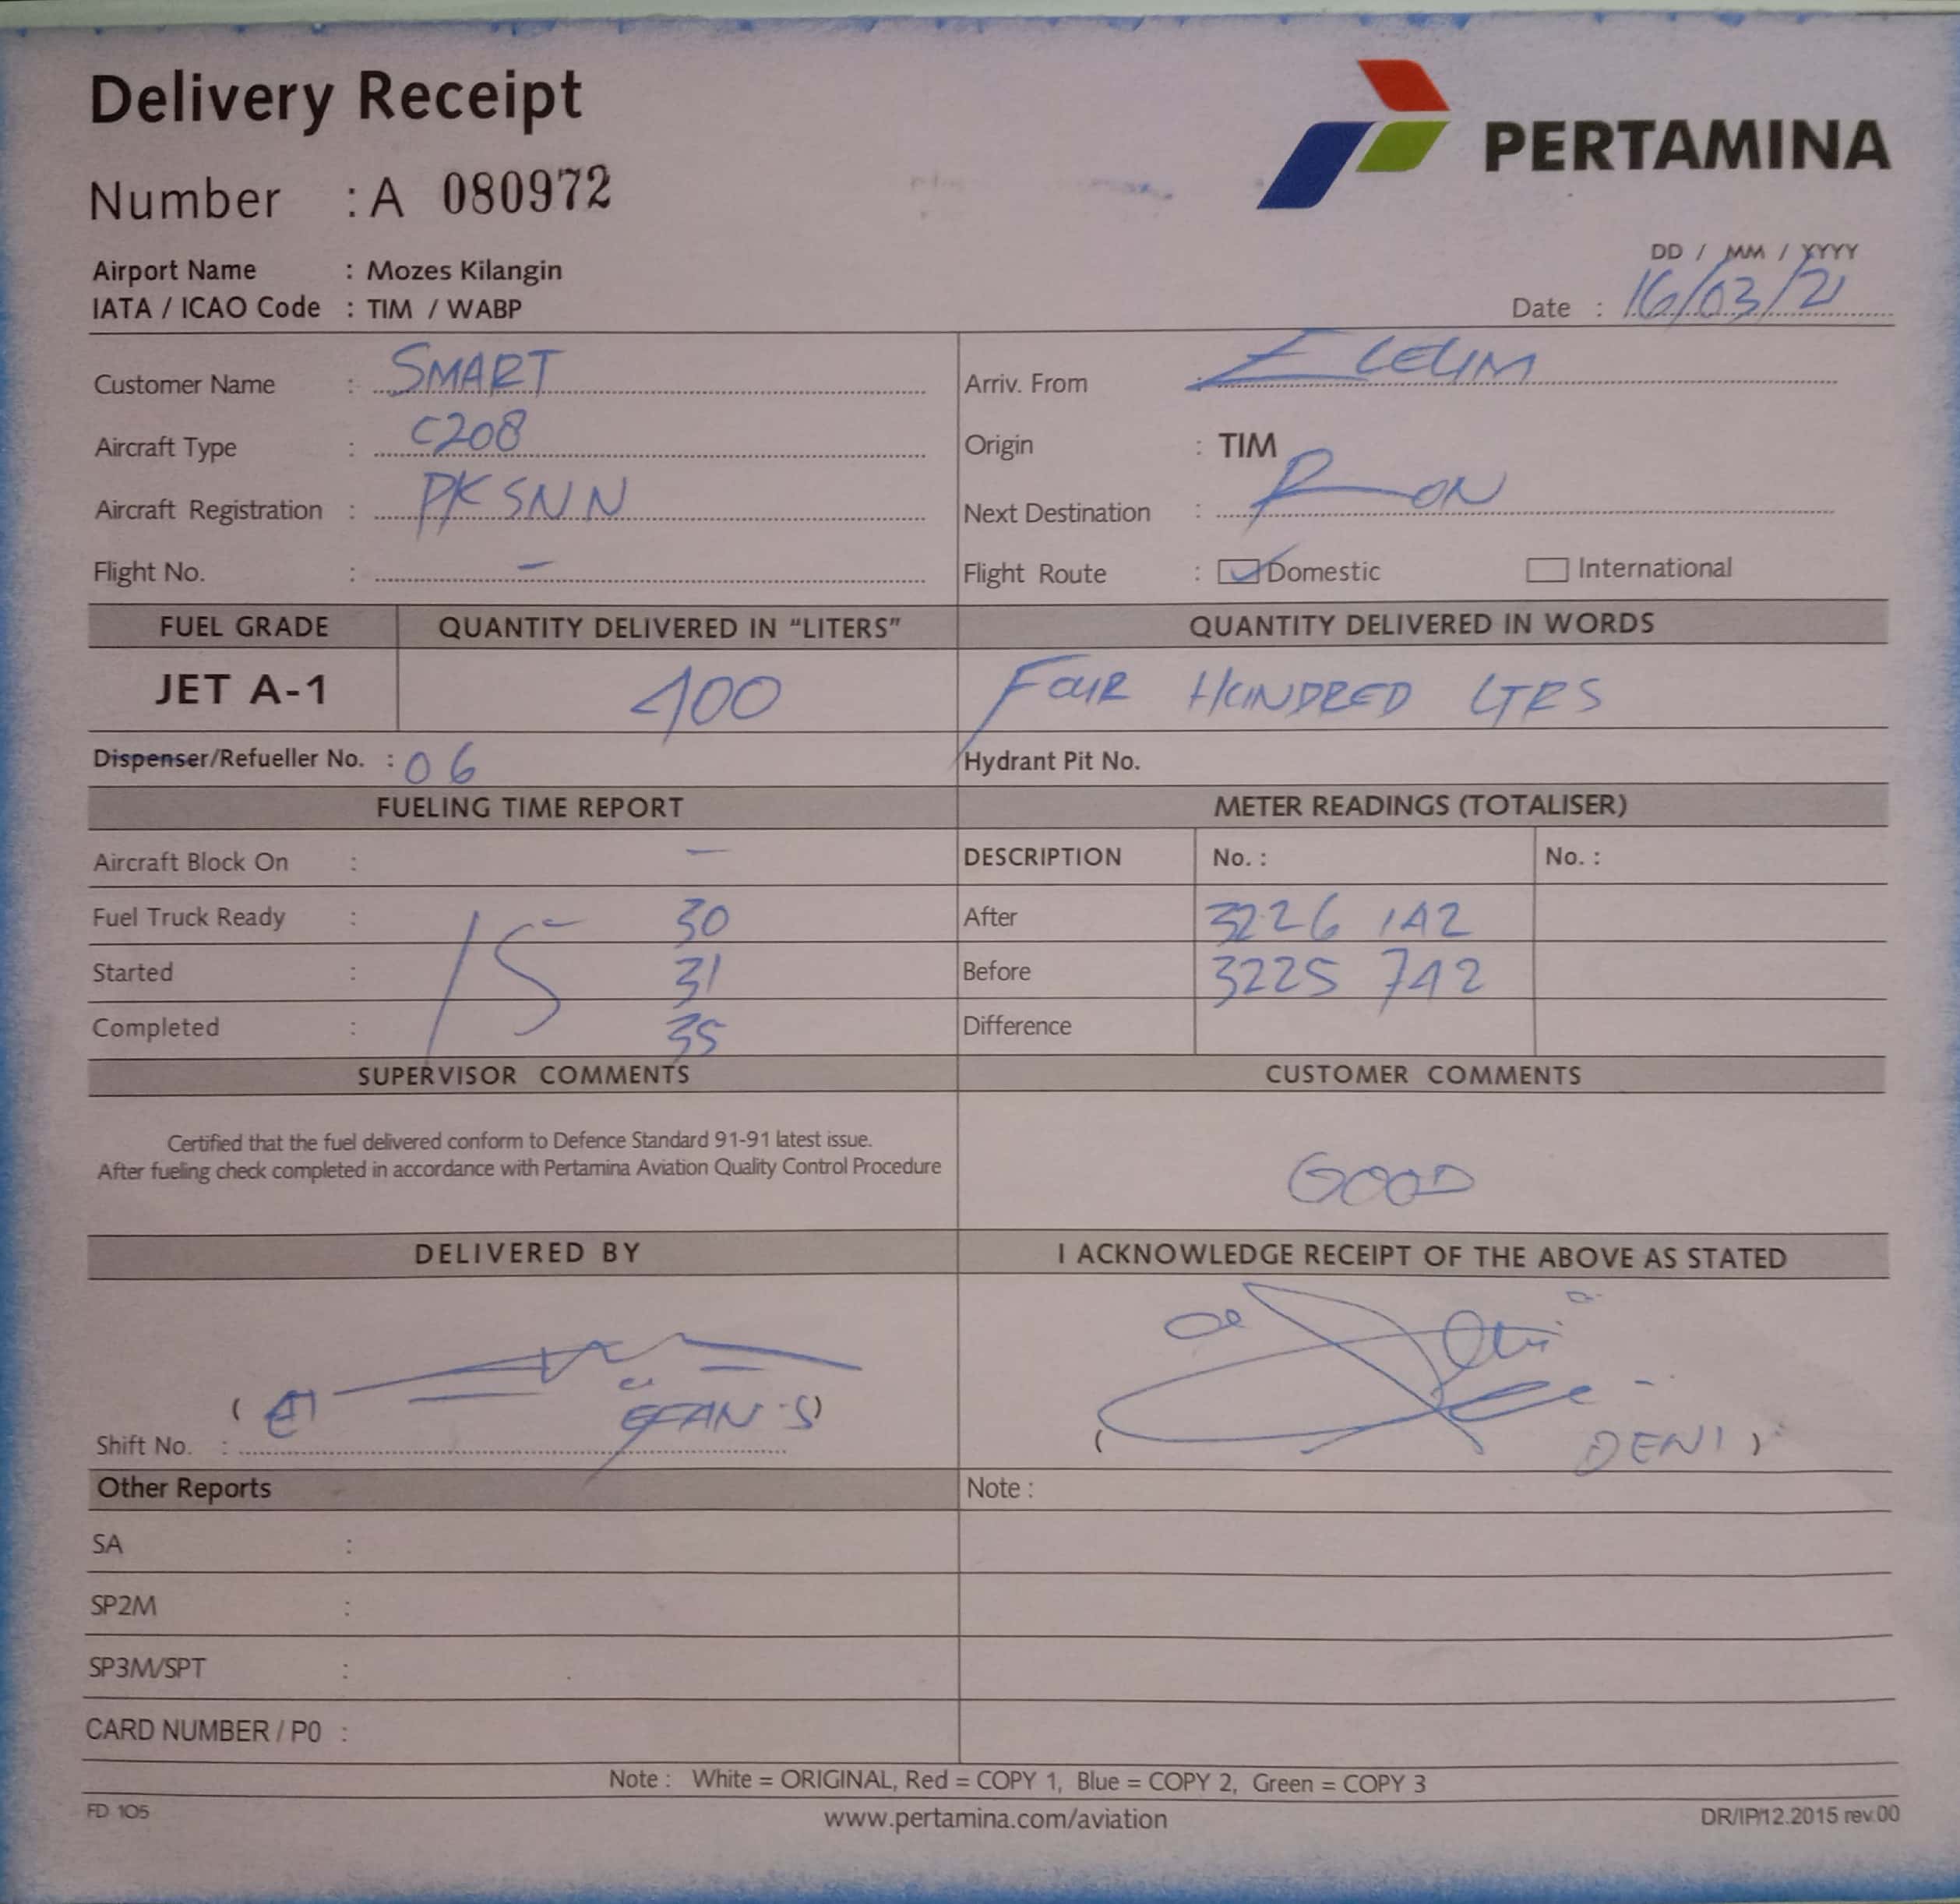 Delivery Receipt
PERTAMINA
Number : A 080972
Airport Name : Mozes Kilangin
IATA / ICAO Code : TIM / WABP
DD / MM / YYYY
Date : 16/03/21
Customer Name : SMART
Arriv. From : ELELIM
Aircraft Type : C208
Origin : TIM
Aircraft Registration : PK SNN
Next Destination : RON
Flight No. : -
Flight Route : Domestic International
FUEL GRADE QUANTITY DELIVERED IN “LITERS” QUANTITY DELIVERED IN WORDS
JET A-1 400 FOUR HUNDRED LTRS
Dispenser/Refueller No. : 06 Hydrant Pit No.
FUELING TIME REPORT METER READINGS (TOTALISER)
Aircraft Block On : - DESCRIPTION No. : No. :
Fuel Truck Ready : 15 30 After 3226 142
Started : 31 Before 3225 742
Completed : 35 Difference
SUPERVISOR COMMENTS CUSTOMER COMMENTS
Certified that the fuel delivered conform to Defence Standard 91-91 latest issue.
After fueling check completed in accordance with Pertamina Aviation Quality Control Procedure
GOOD
DELIVERED BY I ACKNOWLEDGE RECEIPT OF THE ABOVE AS STATED
( EFAN S)
Shift No. :
( DENI )
Other Reports Note :
SA :
SP2M :
SP3M/SPT :
CARD NUMBER / PO :
Note : White = ORIGINAL, Red = COPY 1, Blue = COPY 2, Green = COPY 3
FD 105 www.pertamina.com/aviation DR/IP/12.2015 rev.00